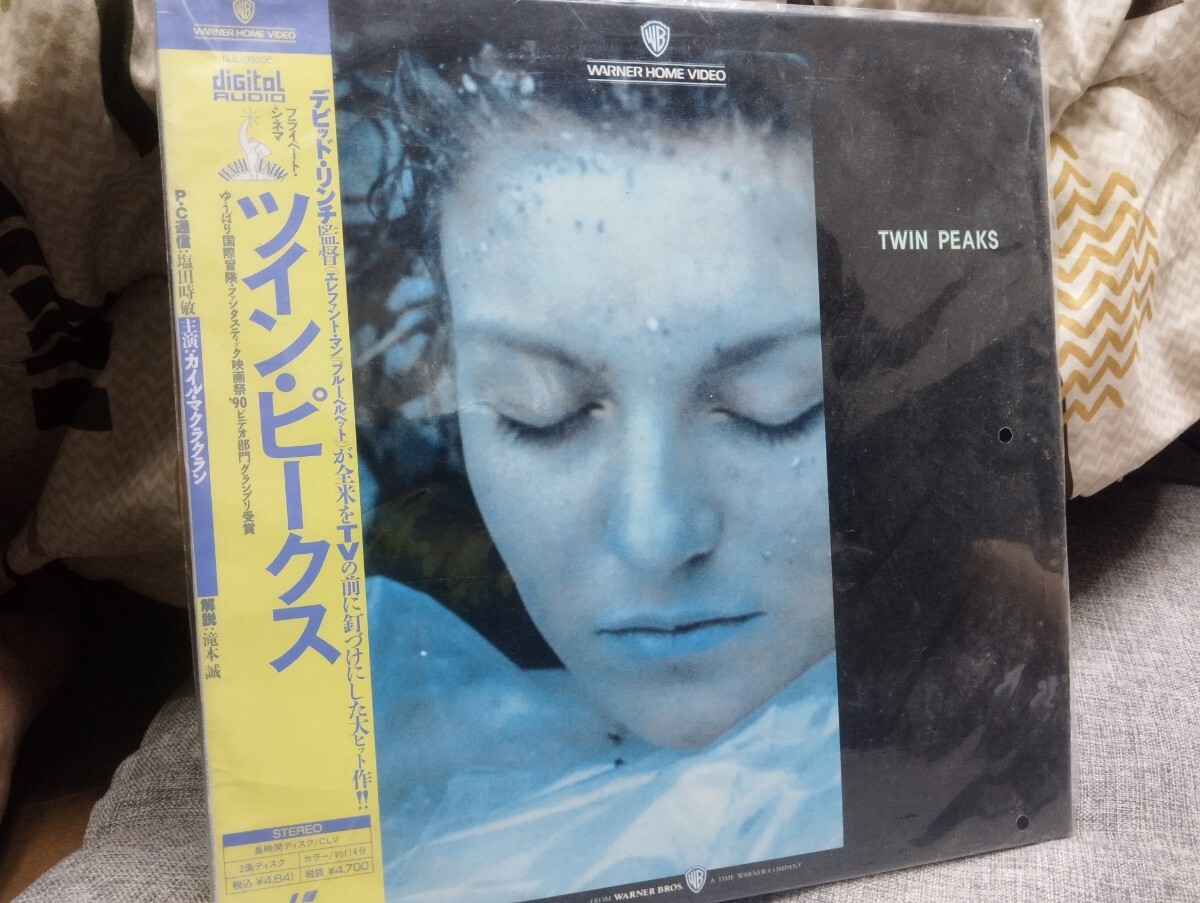 WARNER HOME VIDEO
digital
AUDIO
プライベート・
シネマ
デビッド・リンチ監督(エレファント・マン/ブルーベルベット)が全米をTVの前に釘づけにした大ヒット作!!
ツイン・ピークス
ゆうばり国際冒険・ファンタスティック映画祭'90ビデオ部門グランプリ受賞
P・C通信:塩田時敏
主演:カイル・マクラクラン
解説:滝本誠
STEREO
長時間ディスク/CLV
2面ディスク
カラー/約114分
税込 ¥4,841
税抜 ¥4,700
WARNER HOME VIDEO
TWIN PEAKS
FROM WARNER BROS.
A TIME WARNER COMPANY